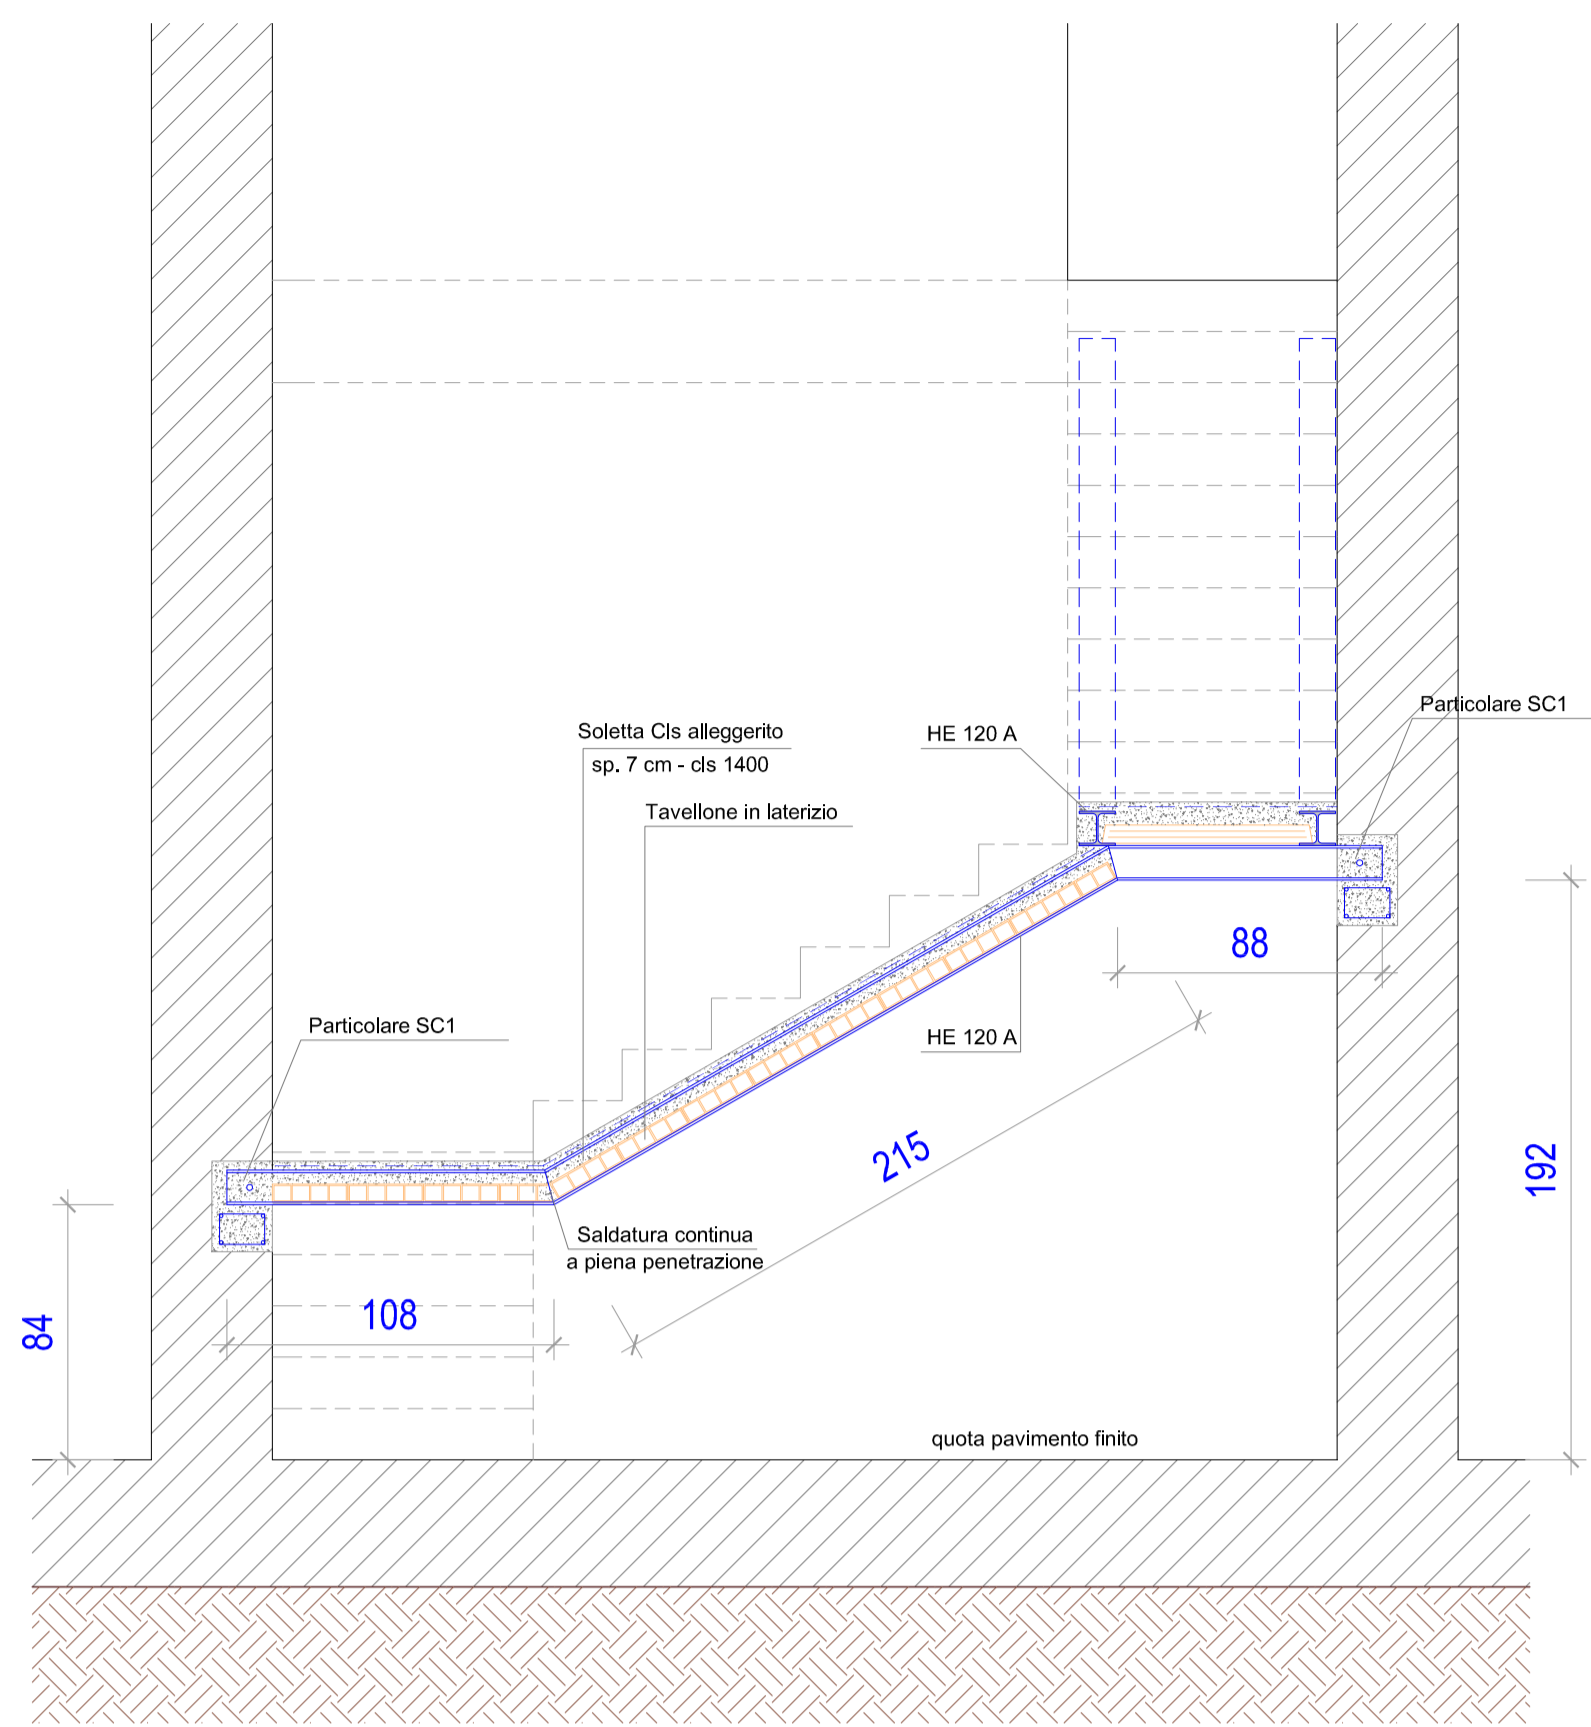 Particolare SC1
Soletta Cls alleggerito
sp. 7 cm - cls 1400
HE 120 A
Tavellone in laterizio
88
Particolare SC1
HE 120 A
215
192
Saldatura continua
a piena penetrazione
108
84
quota pavimento finito